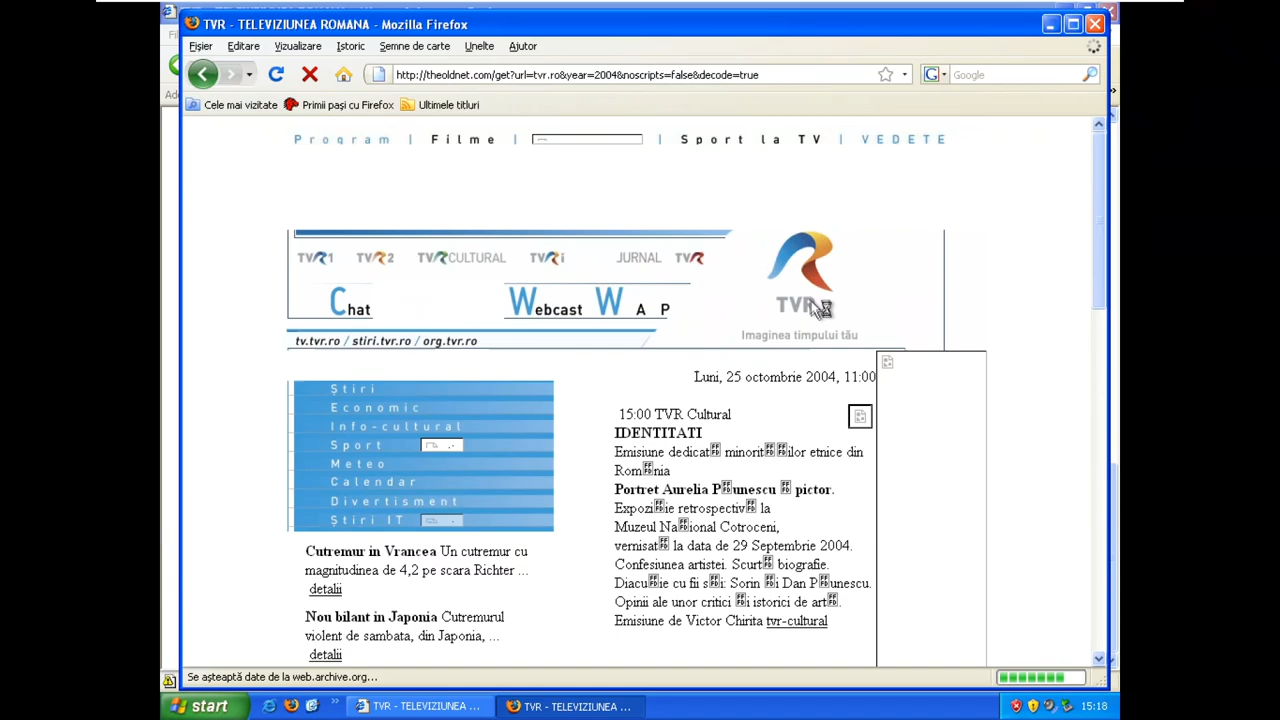 TVR - TELEVIZIUNEA ROMANA - Mozilla Firefox
Fișier Editare Vizualizare Istoric Semne de carte Unelte Ajutor
http://theoldnet.com/get?url=tvr.ro&year=2004&noscripts=false&decode=true
Google
Cele mai vizitate Primii pași cu Firefox Ultimele titluri
Program | Filme | | Sport la TV | VEDETE
TVR1 TVR2 TVRCULTURAL TVRi JURNAL TVR
Chat Webcast WAP
TVR
Imaginea timpului tău
tv.tvr.ro / stiri.tvr.ro / org.tvr.ro
Luni, 25 octombrie 2004, 11:00
Știri
Economic
Info-cultural
Sport
Meteo
Calendar
Divertisment
Știri IT
Cutremur in Vrancea Un cutremur cu
magnitudinea de 4,2 pe scara Richter ...
detalii
Nou bilant in Japonia Cutremurul
violent de sambata, din Japonia, ...
detalii
15:00 TVR Cultural
IDENTITATI
Emisiune dedicat� minorit��ilor etnice din
Rom�nia
Portret Aurelia P�unescu � pictor.
Expozi�ie retrospectiv� la
Muzeul Na�ional Cotroceni,
vernisat� la data de 29 Septembrie 2004.
Confesiunea artistei. Scurt� biografie.
Diacu�ie cu fii s�i: Sorin �i Dan P�unescu.
Opinii ale unor critici �i istorici de art�.
Emisiune de Victor Chirita tvr-cultural
Se așteaptă date de la web.archive.org...
start TVR - TELEVIZIUNEA ... TVR - TELEVIZIUNEA ... 15:18